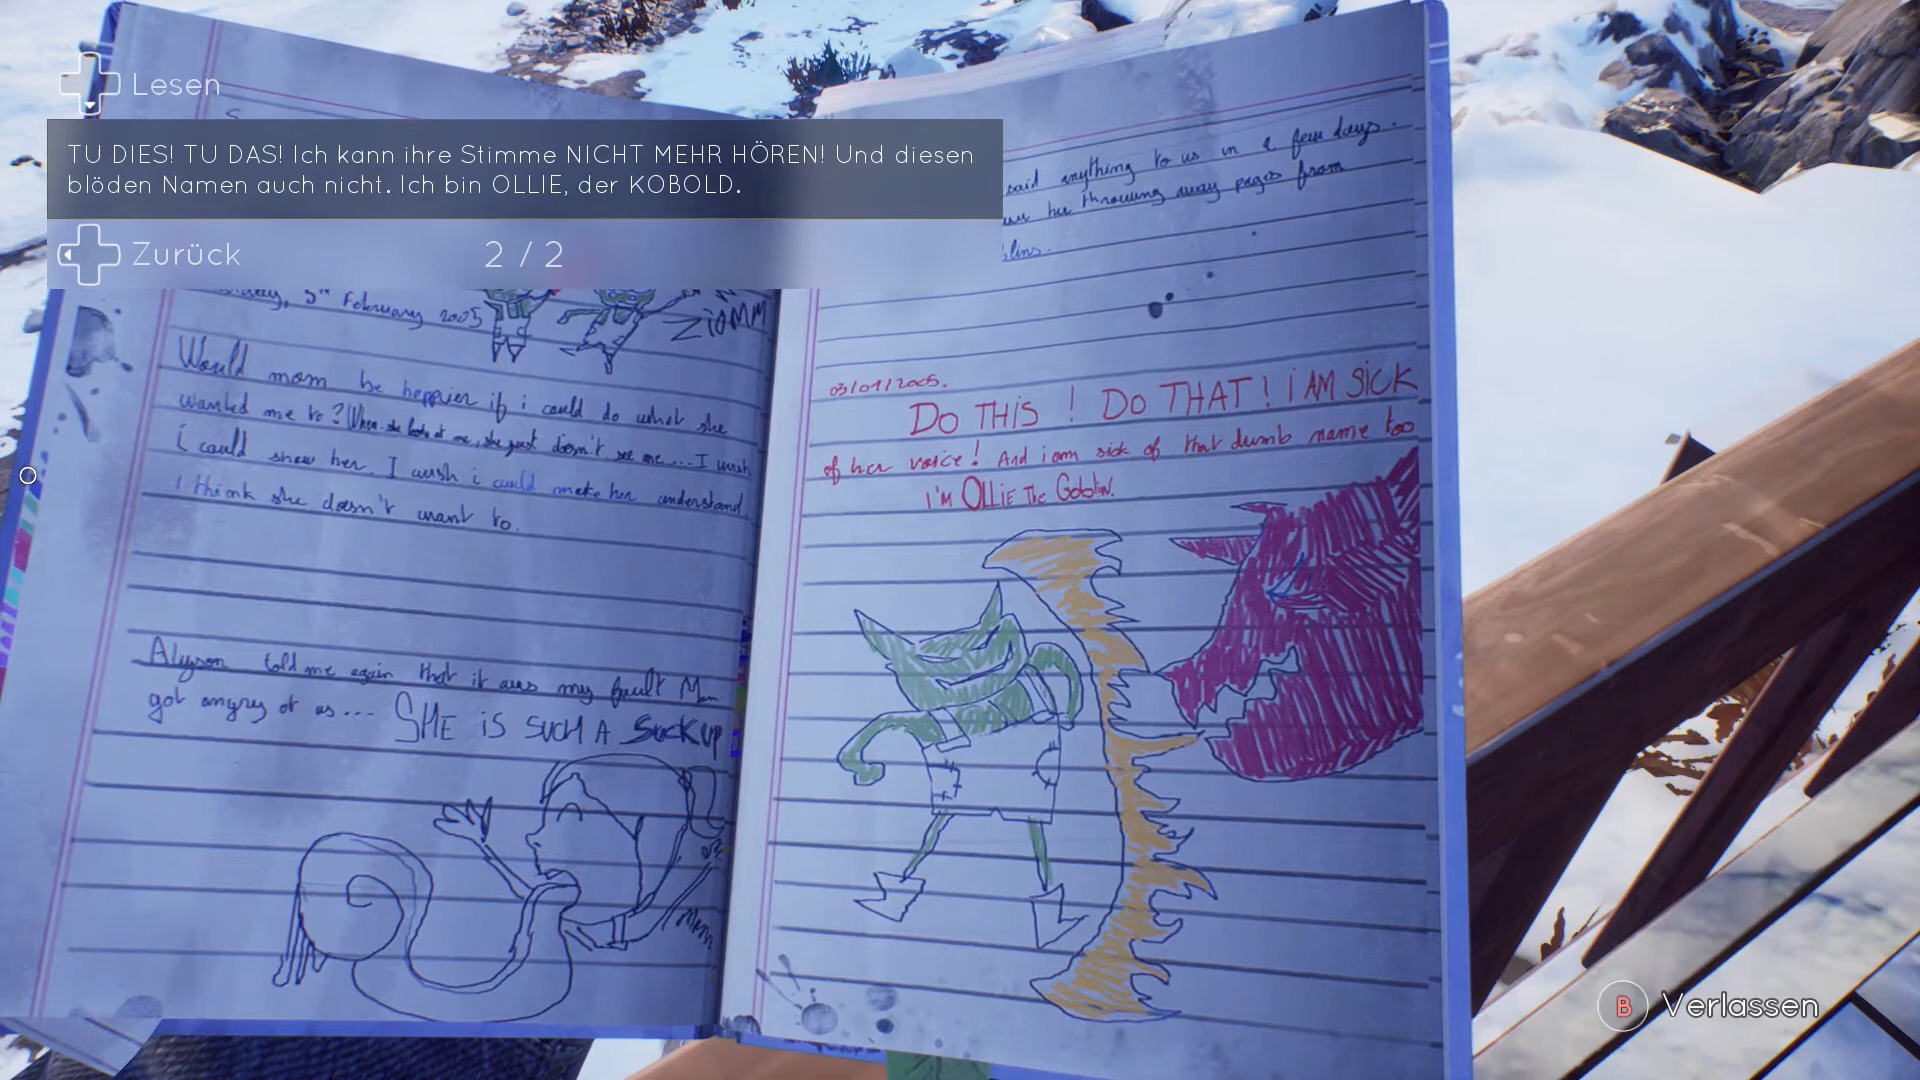 Lesen
TU DIES! TU DAS! Ich kann ihre Stimme NICHT MEHR HÖREN! Und diesen
blöden Namen auch nicht. Ich bin OLLIE, der KOBOLD.
Zurück
2 / 2
5th February 2005
ZiOMM
Would mom be happier if i could do what she
wanted me to? When she looks at me, she just doesn't see me... I wish
i could show her. I wish i could make her understand.
I think she doesn't want to.
Alyson told me again that it was my fault Mom
got angry at us... SHE iS SUCH A SUCK UP
Mom
said anything to us in a few days.
her throwing away pages from
03/01/2005.
DO THiS ! DO THAT ! i AM SiCK
of her voice ! And i am sick of that dumb name too
I'M OLLiE THe GobliN.
B Verlassen